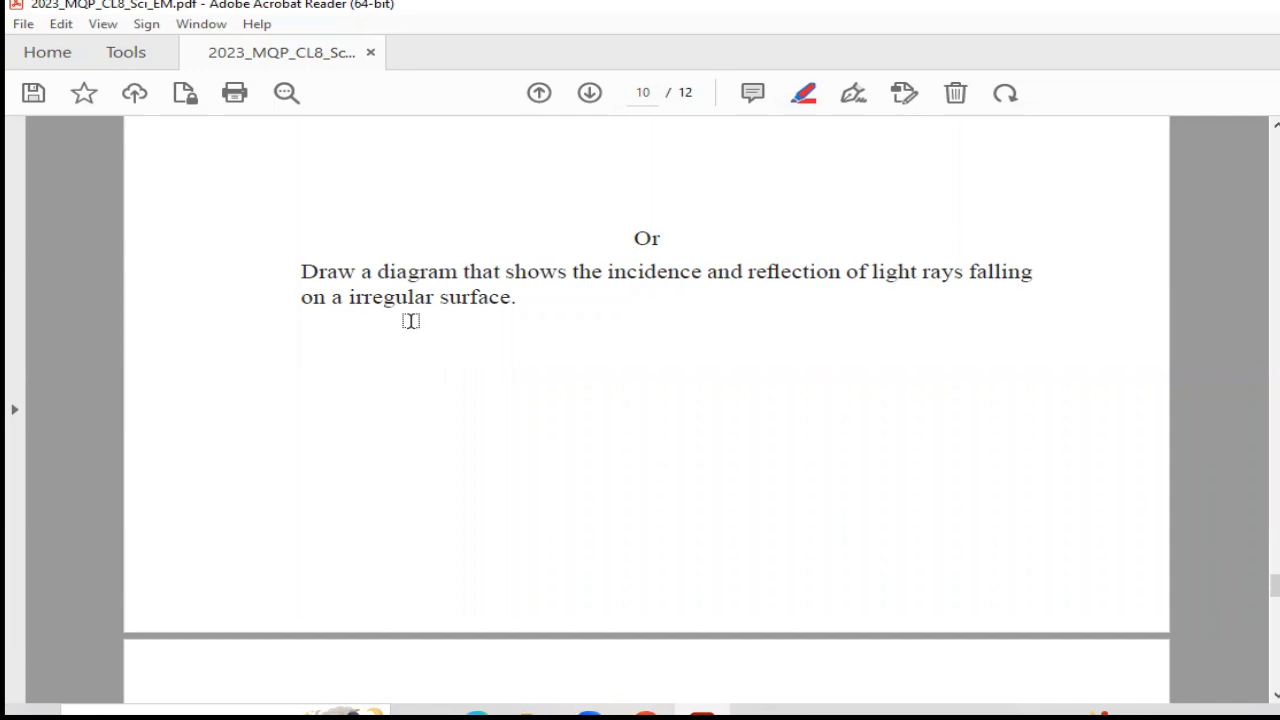 2023_MQP_CL8_Sci_EM.pdf - Adobe Acrobat Reader (64-bit)
File Edit View Sign Window Help
Home Tools 2023_MQP_CL8_Sc... ×
10 / 12
Or
Draw a diagram that shows the incidence and reflection of light rays falling
on a irregular surface.